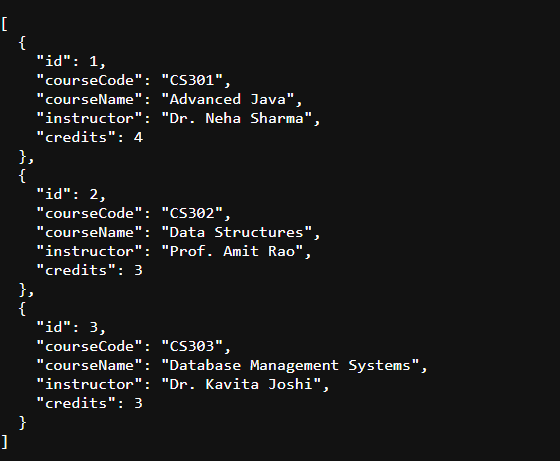 [
  {
    "id": 1,
    "courseCode": "CS301",
    "courseName": "Advanced Java",
    "instructor": "Dr. Neha Sharma",
    "credits": 4
  },
  {
    "id": 2,
    "courseCode": "CS302",
    "courseName": "Data Structures",
    "instructor": "Prof. Amit Rao",
    "credits": 3
  },
  {
    "id": 3,
    "courseCode": "CS303",
    "courseName": "Database Management Systems",
    "instructor": "Dr. Kavita Joshi",
    "credits": 3
  }
]